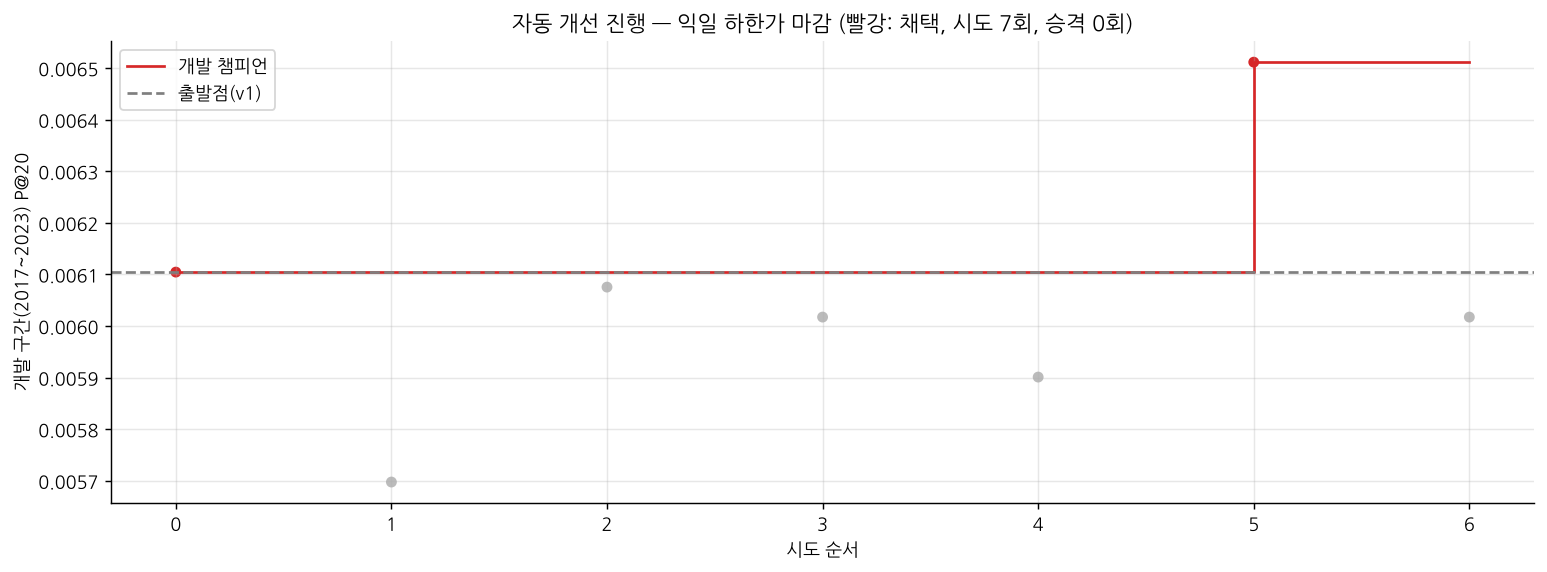 자동 개선 진행 — 익일 하한가 마감 (빨강: 채택, 시도 7회, 승격 0회)
개발 챔피언
출발점(v1)
개발 구간(2017~2023) P@20
0.0065
0.0064
0.0063
0.0062
0.0061
0.0060
0.0059
0.0058
0.0057
0 1 2 3 4 5 6
시도 순서